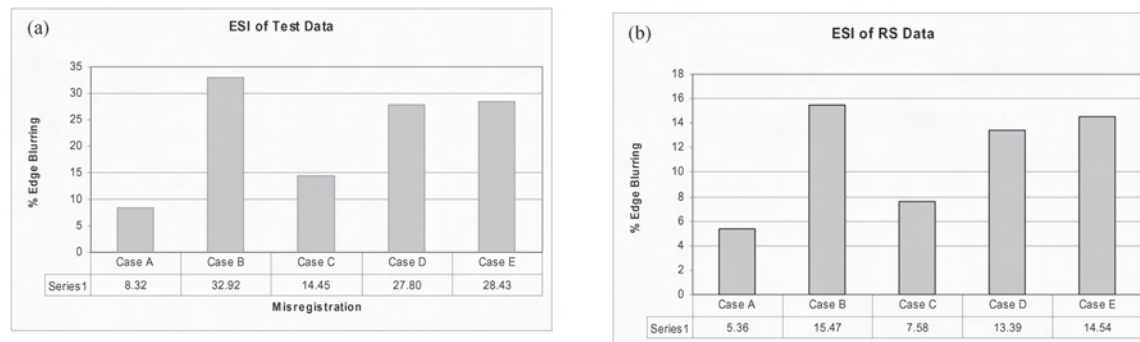 (a)
ESI of Test Data
% Edge Blurring
35
30
25
20
15
10
5
0
Case A Case B Case C Case D Case E
Series1 8.32 32.92 14.45 27.80 28.43
Misregistration
(b)
ESI of RS Data
% Edge Blurring
18
16
14
12
10
8
6
4
2
0
Case A Case B Case C Case D Case E
Series1 5.36 15.47 7.58 13.39 14.54